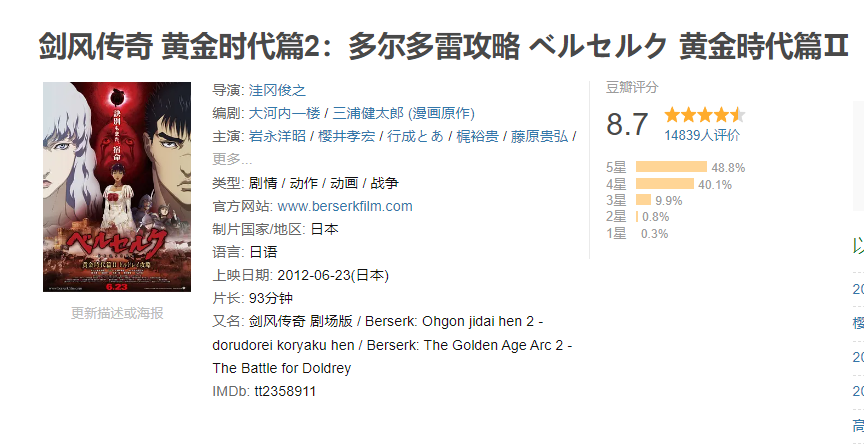 剑风传奇 黄金时代篇2：多尔多雷攻略 ベルセルク 黄金時代篇Ⅱ
訣別
宿命
ベルセルク
黄金時代篇Ⅱ ドルドレイ攻略
6.23
更新描述或海报
导演: 洼冈俊之
编剧: 大河内一楼 / 三浦健太郎 (漫画原作)
主演: 岩永洋昭 / 樱井孝宏 / 行成とあ / 梶裕贵 / 藤原贵弘 /
更多...
类型: 剧情 / 动作 / 动画 / 战争
官方网站: www.berserkfilm.com
制片国家/地区: 日本
语言: 日语
上映日期: 2012-06-23(日本)
片长: 93分钟
又名: 剑风传奇 剧场版 / Berserk: Ohgon jidai hen 2 -
dorudorei koryaku hen / Berserk: The Golden Age Arc 2 -
The Battle for Doldrey
IMDb: tt2358911
豆瓣评分
8.7
14839人评价
5星 48.8%
4星 40.1%
3星 9.9%
2星 0.8%
1星 0.3%
以
20
樱
20
20
高